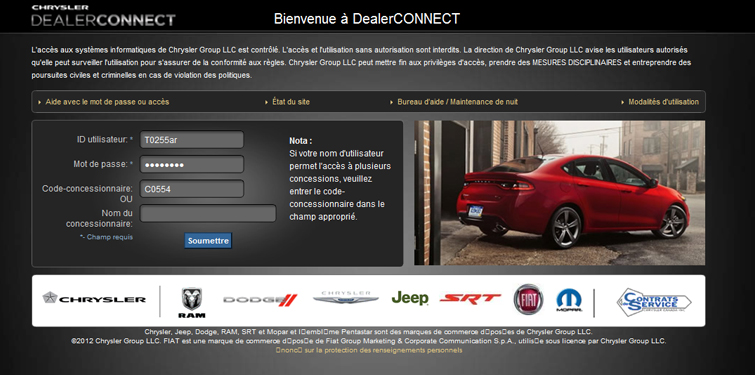 CHRYSLER
DEALERCONNECT
Bienvenue à DealerCONNECT
L'accès aux systèmes informatiques de Chrysler Group LLC est contrôlé. L'accès et l'utilisation sans autorisation sont interdits. La direction de Chrysler Group LLC avise les utilisateurs autorisés
qu'elle peut surveiller l'utilisation pour s'assurer de la conformité aux règles. Chrysler Group LLC peut mettre fin aux privilèges d'accès, prendre des MESURES DISCIPLINAIRES et entreprendre des
poursuites civiles et criminelles en cas de violation des politiques.
Aide avec le mot de passe ou accès
État du site
Bureau d'aide / Maintenance de nuit
Modalités d'utilisation
ID utilisateur: * T0255ar
Mot de passe: * ••••••••
Code-concessionnaire: C0554
OU
Nom du
concessionnaire:
*- Champ requis
Soumettre
Nota :
Si votre nom d'utilisateur
permet l'accès à plusieurs
concessions, veuillez
entrer le code-
concessionnaire dans le
champ approprié.
CHRYSLER
RAM
DODGE
CHRYSLER
Jeep
SRT
FIAT
MOPAR
CONTRATS
SERVICE
Chrysler, Jeep, Dodge, RAM, SRT et Mopar et l□embl□me Pentastar sont des marques de commerce d□pos□es de Chrysler Group LLC.
©2012 Chrysler Group LLC. FIAT est une marque de commerce d□pos□e de Fiat Group Marketing & Corporate Communication S.p.A., utilis□e sous licence par Chrysler Group LLC.
□nonc□ sur la protection des renseignements personnels